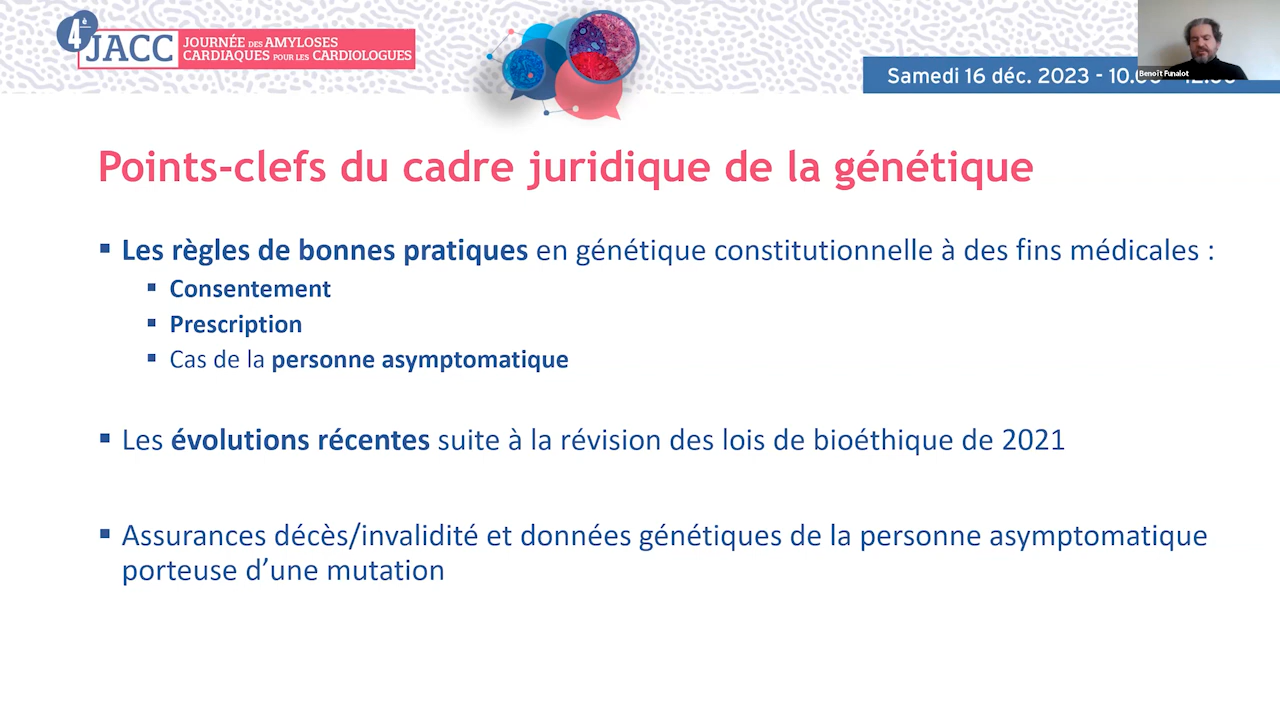 4e
JACC
JOURNÉE DES AMYLOSES
CARDIAQUES POUR LES CARDIOLOGUES
Samedi 16 déc. 2023 - 10.
Benoît Funalot
Points-clefs du cadre juridique de la génétique
▪ Les règles de bonnes pratiques en génétique constitutionnelle à des fins médicales :
▪ Consentement
▪ Prescription
▪ Cas de la personne asymptomatique
▪ Les évolutions récentes suite à la révision des lois de bioéthique de 2021
▪ Assurances décès/invalidité et données génétiques de la personne asymptomatique
porteuse d’une mutation